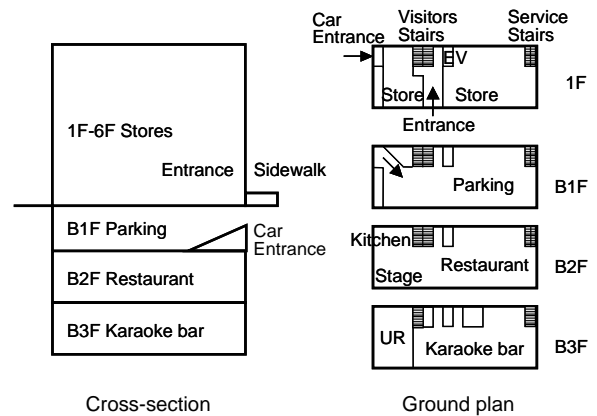 1F-6F Stores
Entrance
Sidewalk
B1F Parking
Car
Entrance
B2F Restaurant
B3F Karaoke bar
Cross-section
Car
Entrance
Visitors
Stairs
Service
Stairs
EV
Store
Store
1F
Entrance
Parking
B1F
Kitchen
Stage
Restaurant
B2F
UR
Karaoke bar
B3F
Ground plan